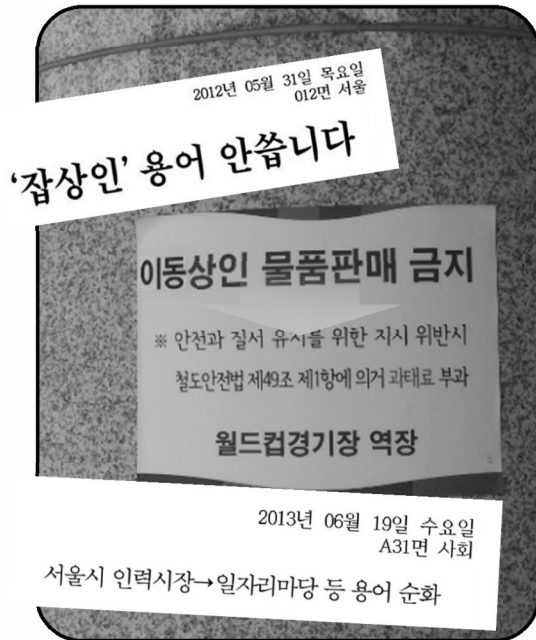 2012년 05월 31일 목요일
012면 서울
‘잡상인’ 용어 안씁니다
이동상인 물품판매 금지
※ 안전과 질서 유지를 위한 지시 위반시
철도안전법 제49조 제1항에 의거 과태료 부과
월드컵경기장 역장
2013년 06월 19일 수요일
A31면 사회
서울시 인력시장→일자리마당 등 용어 순화